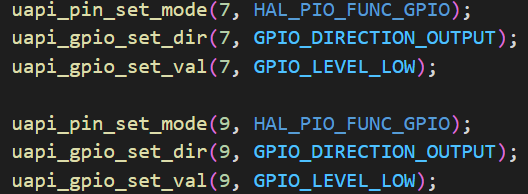 uapi_pin_set_mode(7, HAL_PIO_FUNC_GPIO);
uapi_gpio_set_dir(7, GPIO_DIRECTION_OUTPUT);
uapi_gpio_set_val(7, GPIO_LEVEL_LOW);

uapi_pin_set_mode(9, HAL_PIO_FUNC_GPIO);
uapi_gpio_set_dir(9, GPIO_DIRECTION_OUTPUT);
uapi_gpio_set_val(9, GPIO_LEVEL_LOW);